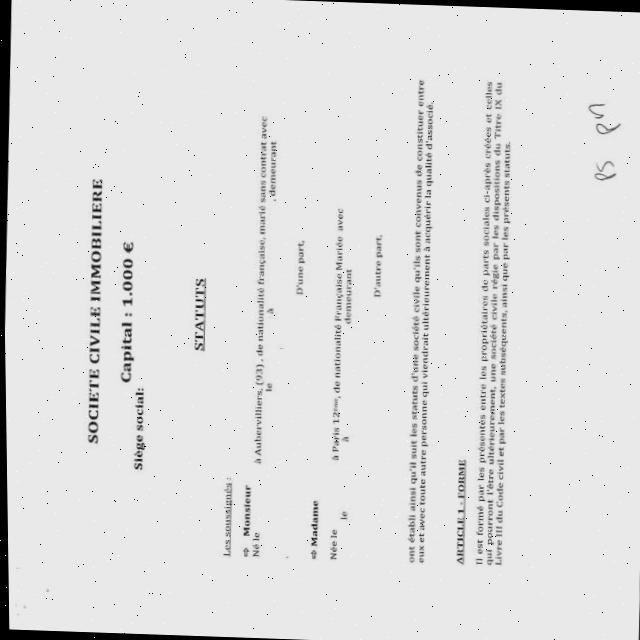 SOCIETE CIVILE IMMOBILIERE
Capital : 1.000 €
Siège social:
STATUTS
Les soussignés :
⇨ Monsieur
Né le à Aubervilliers, (93), de nationalité française, marié sans contrat avec
le à , demeurant
D'une part,
⇨ Madame
Née le à Paris 12ème, de nationalité Française Mariée avec
le à demeurant
D'autre part,
ont établi ainsi qu'il suit les statuts d'une société civile qu'ils sont convenus de constituer entre
eux et avec toute autre personne qui viendrait ultérieurement à acquérir la qualité d'associé.
ARTICLE 1 - FORME
Il est formé par les présentes entre les propriétaires de parts sociales ci-après créées et celles
qui pourront l'être ultérieurement, une société civile régie par les dispositions du Titre IX du
Livre III du Code civil et par les textes subséquents, ainsi que par les présents statuts.